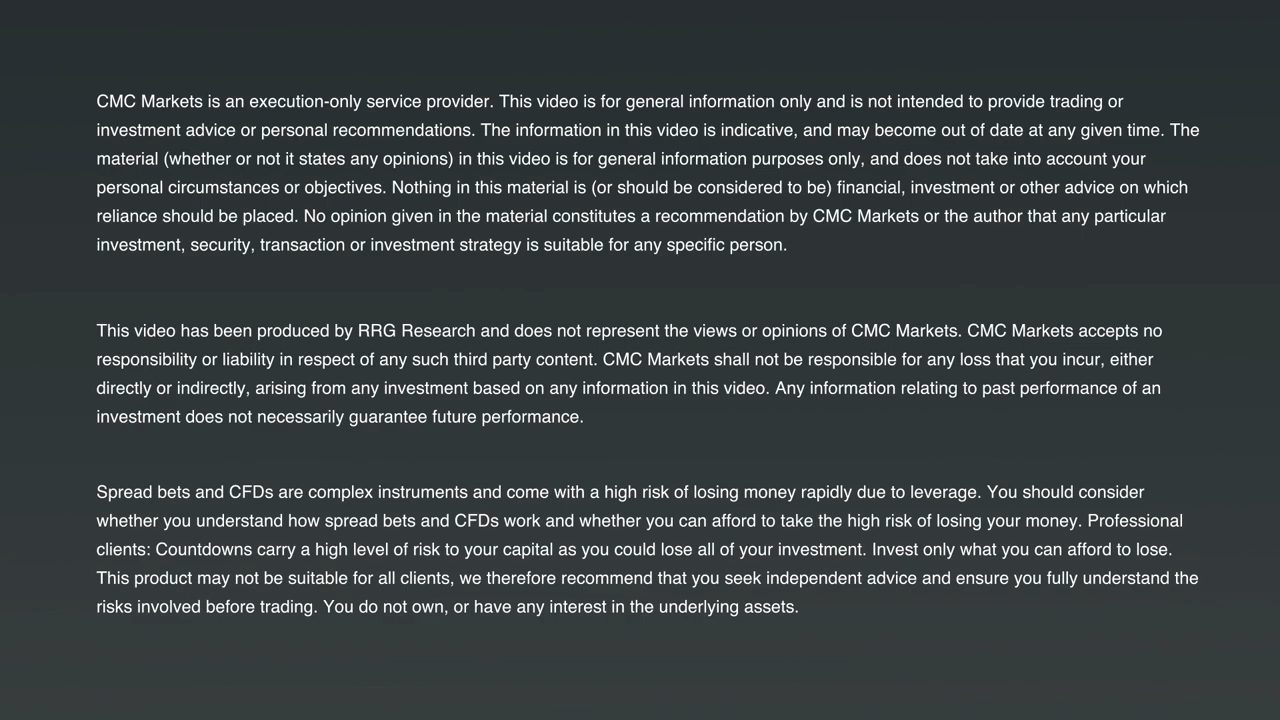 CMC Markets is an execution-only service provider. This video is for general information only and is not intended to provide trading or
investment advice or personal recommendations. The information in this video is indicative, and may become out of date at any given time. The
material (whether or not it states any opinions) in this video is for general information purposes only, and does not take into account your
personal circumstances or objectives. Nothing in this material is (or should be considered to be) financial, investment or other advice on which
reliance should be placed. No opinion given in the material constitutes a recommendation by CMC Markets or the author that any particular
investment, security, transaction or investment strategy is suitable for any specific person.
This video has been produced by RRG Research and does not represent the views or opinions of CMC Markets. CMC Markets accepts no
responsibility or liability in respect of any such third party content. CMC Markets shall not be responsible for any loss that you incur, either
directly or indirectly, arising from any investment based on any information in this video. Any information relating to past performance of an
investment does not necessarily guarantee future performance.
Spread bets and CFDs are complex instruments and come with a high risk of losing money rapidly due to leverage. You should consider
whether you understand how spread bets and CFDs work and whether you can afford to take the high risk of losing your money. Professional
clients: Countdowns carry a high level of risk to your capital as you could lose all of your investment. Invest only what you can afford to lose.
This product may not be suitable for all clients, we therefore recommend that you seek independent advice and ensure you fully understand the
risks involved before trading. You do not own, or have any interest in the underlying assets.